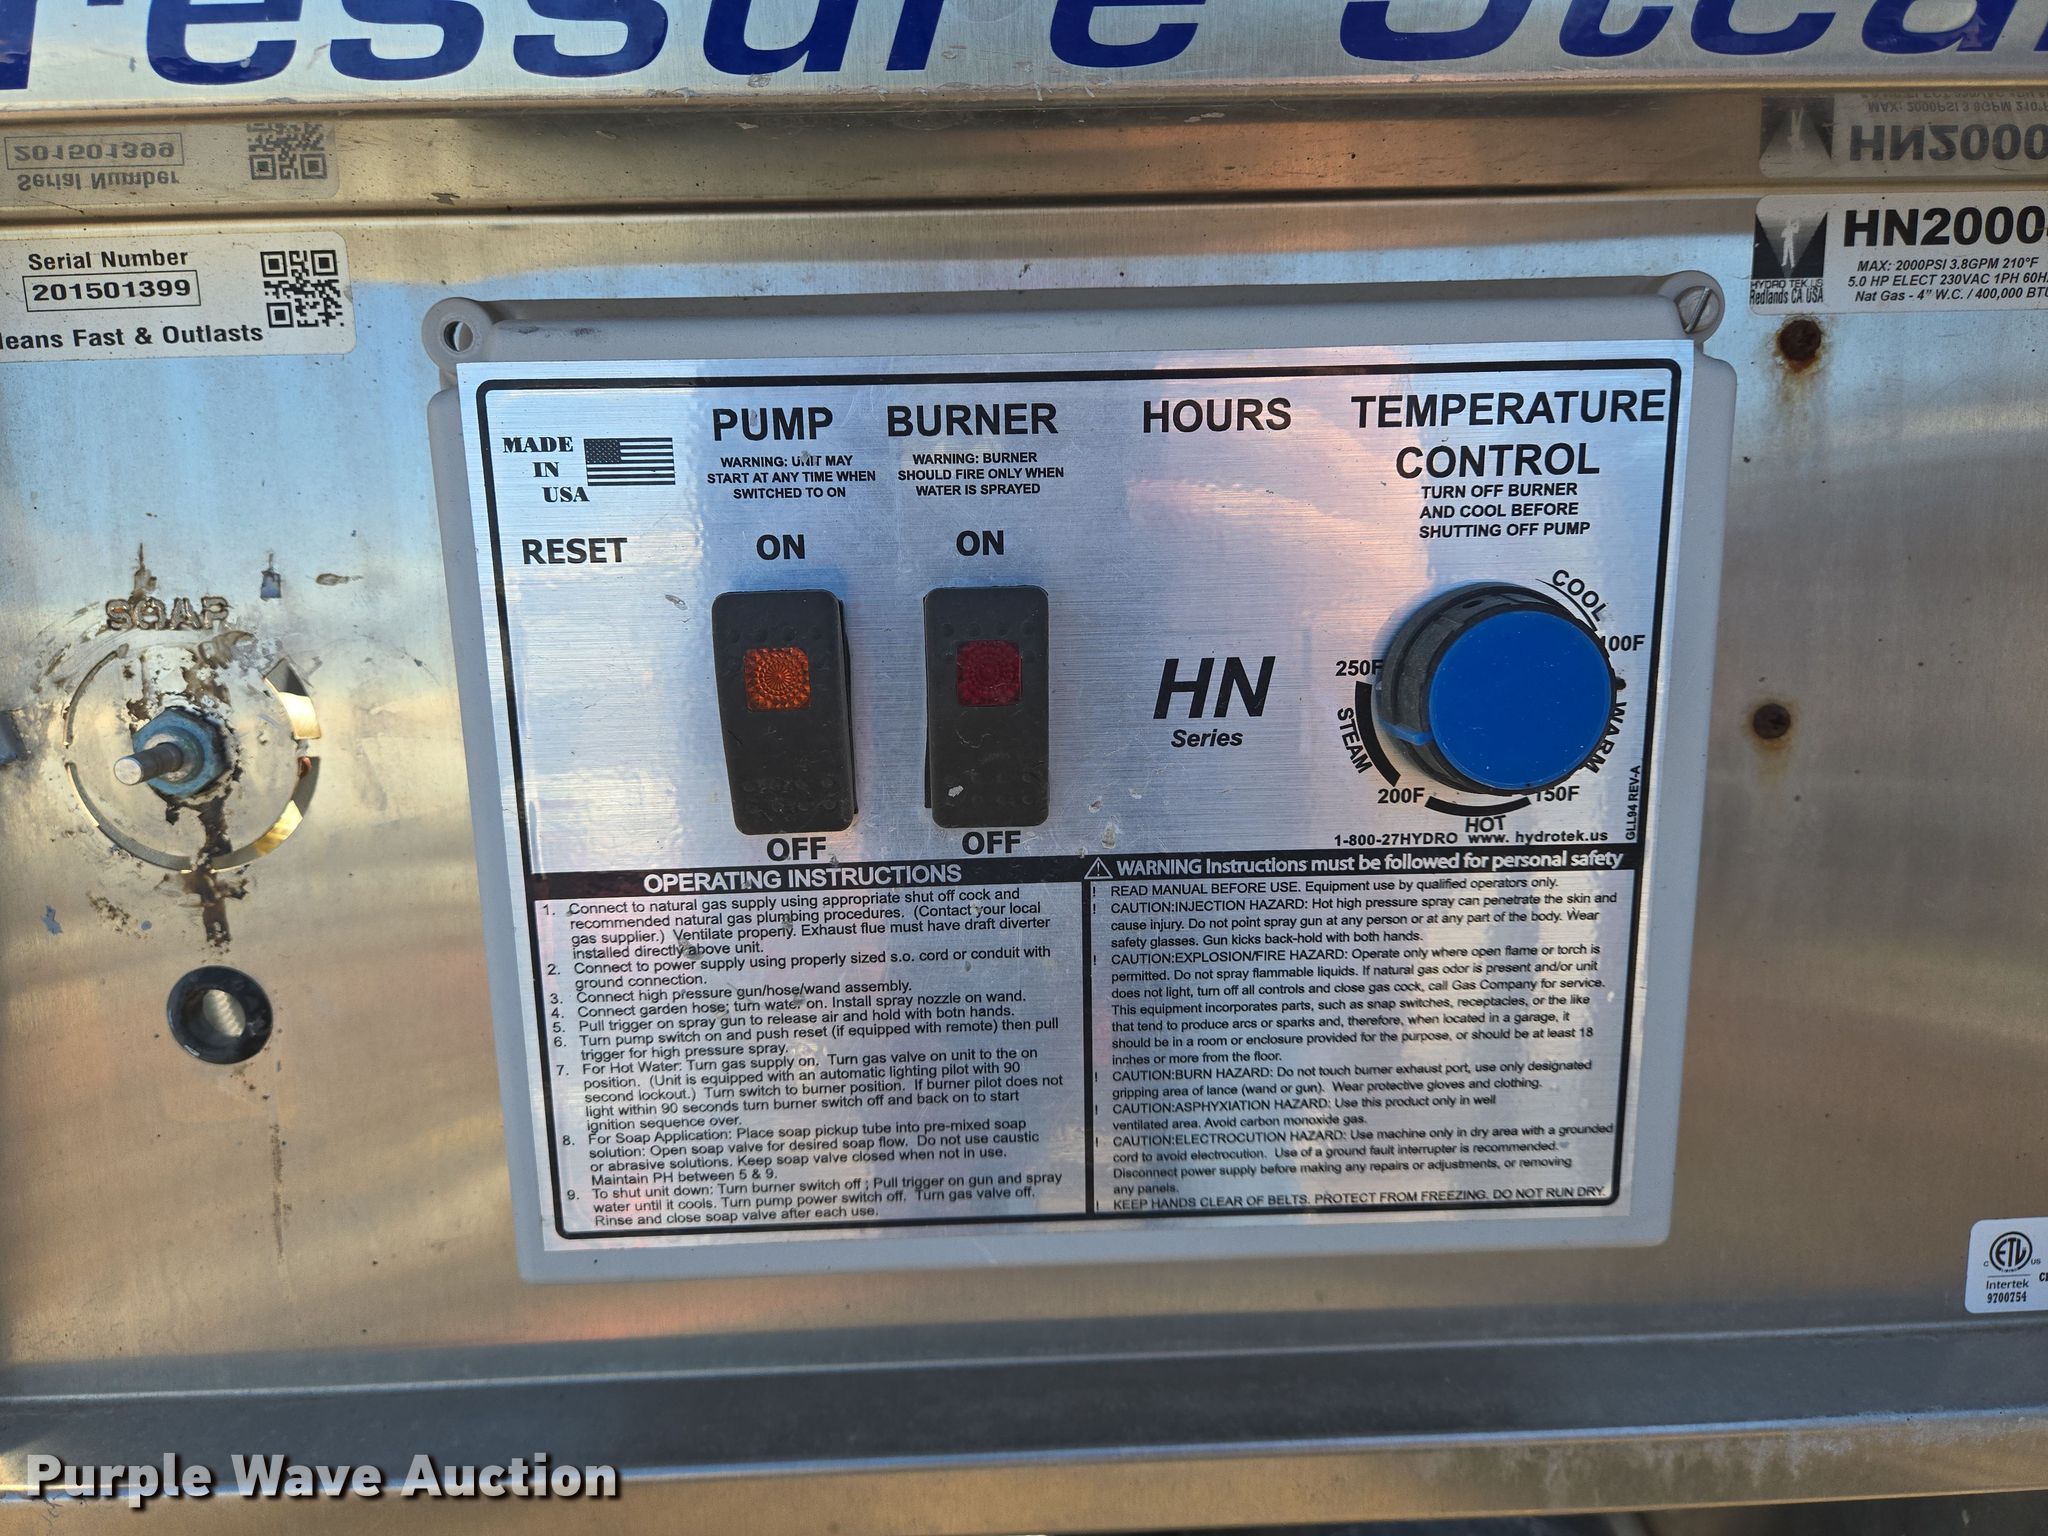 ressure Stea
Serial Number
201501399
leans Fast & Outlasts
HN2000
MAX: 2000PSI 3.8GPM 210°F
5.0 HP ELECT 230VAC 1PH 60H
Nat Gas - 4" W.C. / 400,000 BTU
HYDRO TEK.US
Redlands CA USA
MADE
IN
USA
PUMP
WARNING: UNIT MAY
START AT ANY TIME WHEN
SWITCHED TO ON
BURNER
WARNING: BURNER
SHOULD FIRE ONLY WHEN
WATER IS SPRAYED
HOURS
TEMPERATURE
CONTROL
TURN OFF BURNER
AND COOL BEFORE
SHUTTING OFF PUMP
RESET
ON
ON
SOAP
HN
Series
COOL
100F
WARM
150F
HOT
200F
STEAM
250F
OFF
OFF
1-800-27HYDRO www. hydrotek.us
GLL94 REV-A
OPERATING INSTRUCTIONS
1. Connect to natural gas supply using appropriate shut off cock and
recommended natural gas plumbing procedures. (Contact your local
gas supplier.) Ventilate properly. Exhaust flue must have draft diverter
installed directly above unit.
2. Connect to power supply using properly sized s.o. cord or conduit with
ground connection.
3. Connect high pressure gun/hose/wand assembly.
4. Connect garden hose; turn water on. Install spray nozzle on wand.
5. Pull trigger on spray gun to release air and hold with both hands.
6. Turn pump switch on and push reset (if equipped with remote) then pull
trigger for high pressure spray.
7. For Hot Water: Turn gas supply on. Turn gas valve on unit to the on
position. (Unit is equipped with an automatic lighting pilot with 90
second lockout.) Turn switch to burner position. If burner pilot does not
light within 90 seconds turn burner switch off and back on to start
ignition sequence over.
8. For Soap Application: Place soap pickup tube into pre-mixed soap
solution: Open soap valve for desired soap flow. Do not use caustic
or abrasive solutions. Keep soap valve closed when not in use.
Maintain PH between 5 & 9.
9. To shut unit down: Turn burner switch off ; Pull trigger on gun and spray
water until it cools. Turn pump power switch off. Turn gas valve off.
Rinse and close soap valve after each use.
WARNING Instructions must be followed for personal safety
! READ MANUAL BEFORE USE. Equipment use by qualified operators only.
! CAUTION:INJECTION HAZARD: Hot high pressure spray can penetrate the skin and
cause injury. Do not point spray gun at any person or at any part of the body. Wear
safety glasses. Gun kicks back-hold with both hands.
! CAUTION:EXPLOSION/FIRE HAZARD: Operate only where open flame or torch is
permitted. Do not spray flammable liquids. If natural gas odor is present and/or unit
does not light, turn off all controls and close gas cock, call Gas Company for service.
This equipment incorporates parts, such as snap switches, receptacles, or the like
that tend to produce arcs or sparks and, therefore, when located in a garage, it
should be in a room or enclosure provided for the purpose, or should be at least 18
inches or more from the floor.
! CAUTION:BURN HAZARD: Do not touch burner exhaust port, use only designated
gripping area of lance (wand or gun). Wear protective gloves and clothing.
! CAUTION:ASPHYXIATION HAZARD: Use this product only in well
ventilated area. Avoid carbon monoxide gas.
! CAUTION:ELECTROCUTION HAZARD: Use machine only in dry area with a grounded
cord to avoid electrocution. Use of a ground fault interrupter is recommended.
Disconnect power supply before making any repairs or adjustments, or removing
any panels.
! KEEP HANDS CLEAR OF BELTS. PROTECT FROM FREEZING. DO NOT RUN DRY.
C ETL US
Intertek
9700754
Purple Wave Auction